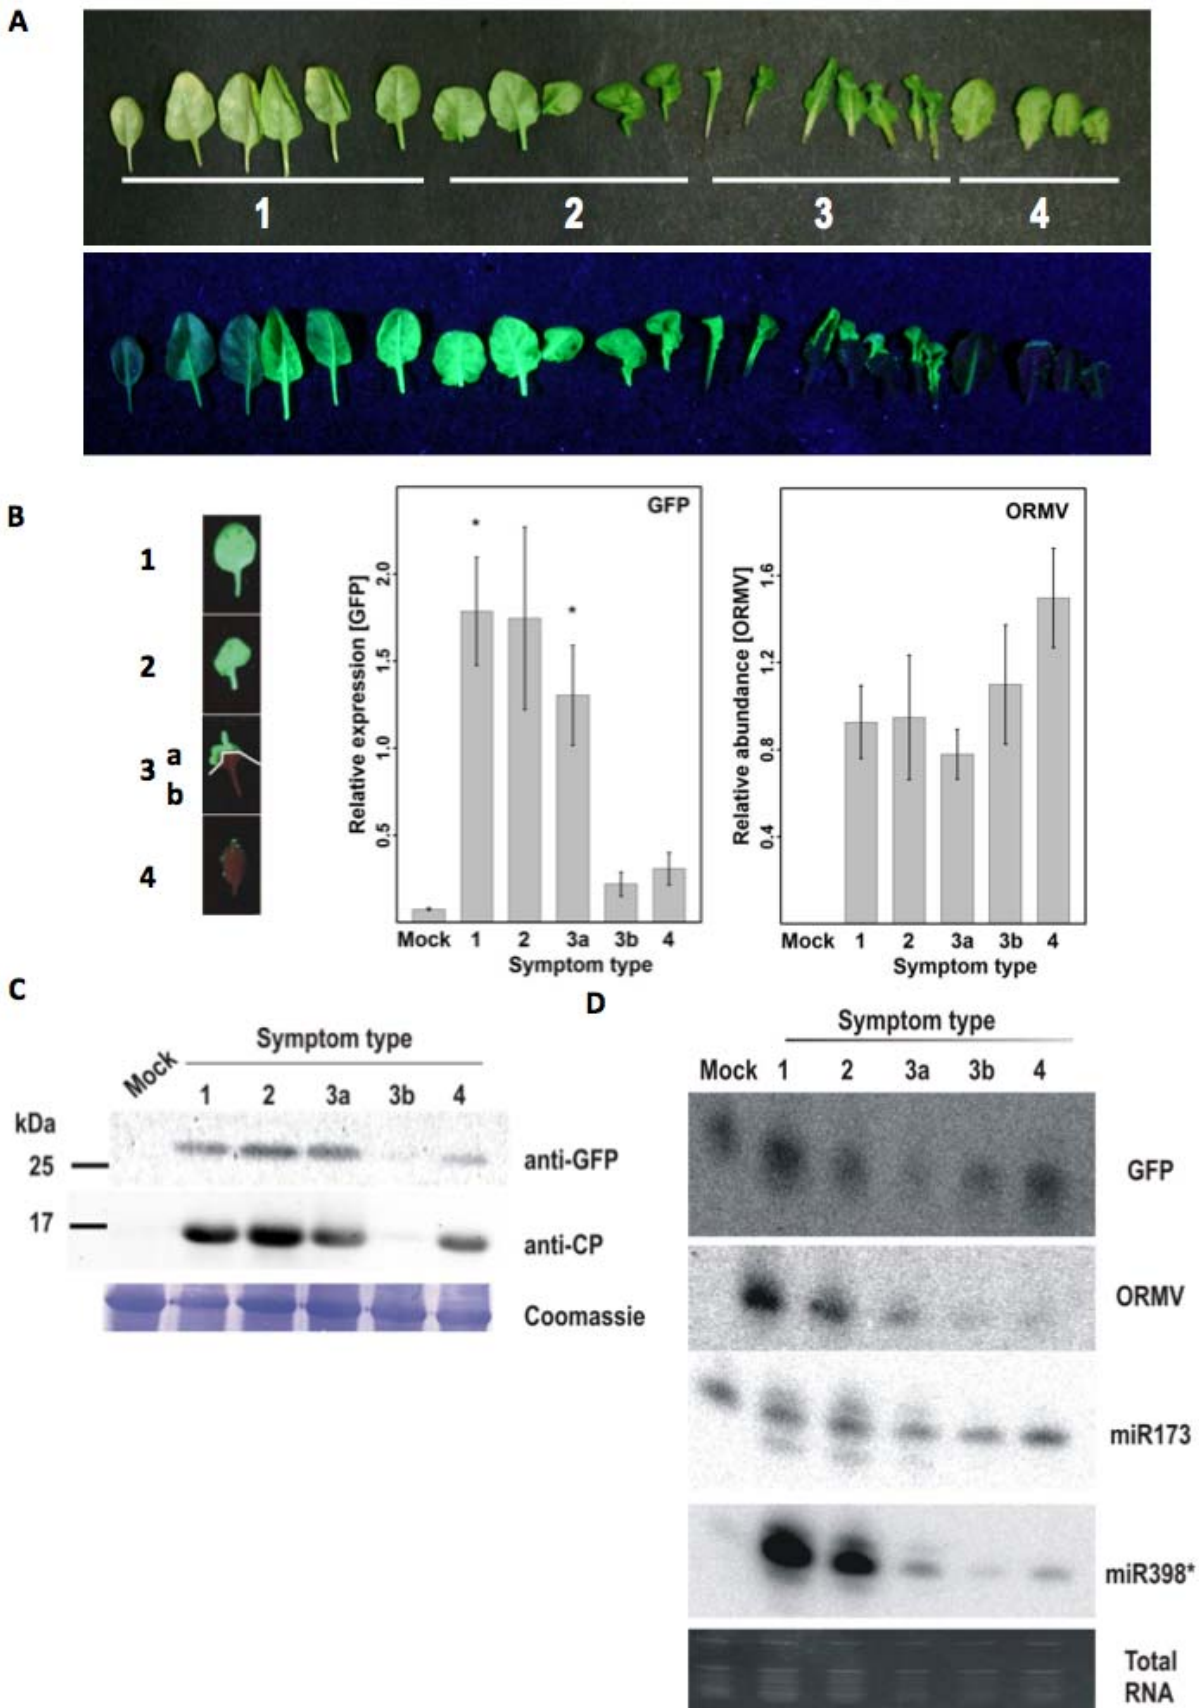 A
1 2 3 4
B
1
2
3 a
b
4
GFP
Relative expression [GFP]
2.0
1.5
1.0
0.5
Mock 1 2 3a 3b 4
Symptom type
*
*
ORMV
Relative abundance [ORMV]
1.6
1.2
0.8
0.4
Mock 1 2 3a 3b 4
Symptom type
C
Symptom type
Mock 1 2 3a 3b 4
kDa
25
17
anti-GFP
anti-CP
Coomassie
D
Symptom type
Mock 1 2 3a 3b 4
GFP
ORMV
miR173
miR398*
Total
RNA